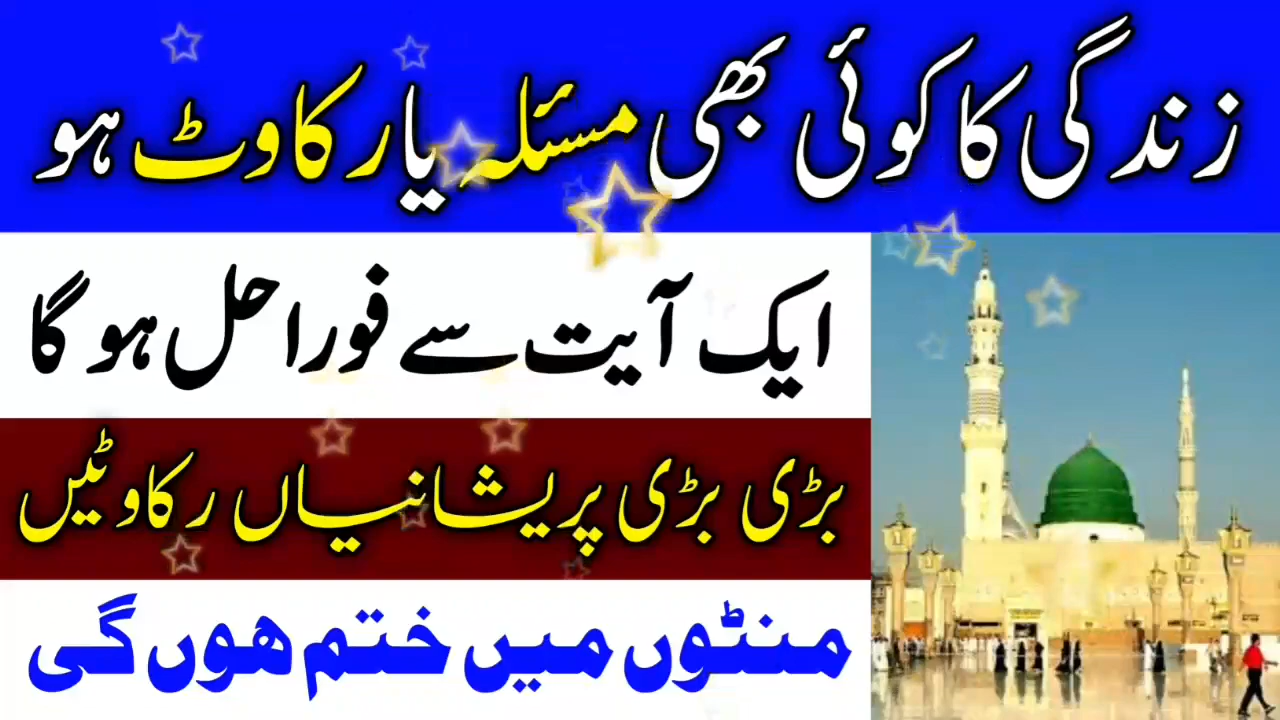 زندگی کا کوئی بھی مسئلہ یا رکاوٹ ہو
ایک آیت سے فورا حل ہو گا
بڑی بڑی پریشانیاں رکاوٹیں
منٹوں میں ختم ھوں گی